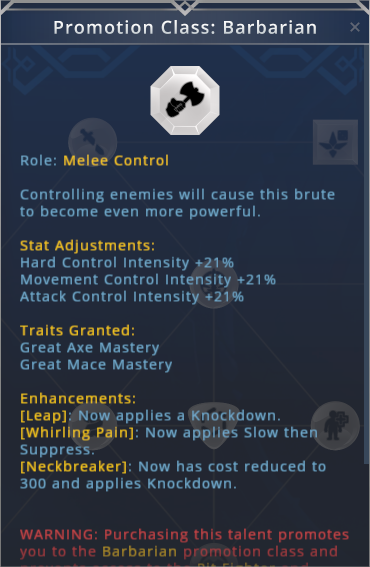 Promotion Class: Barbarian
Role: Melee Control
Controlling enemies will cause this brute
to become even more powerful.
Stat Adjustments:
Hard Control Intensity +21%
Movement Control Intensity +21%
Attack Control Intensity +21%
Traits Granted:
Great Axe Mastery
Great Mace Mastery
Enhancements:
[Leap]: Now applies a Knockdown.
[Whirling Pain]: Now applies Slow then
Suppress.
[Neckbreaker]: Now has cost reduced to
300 and applies Knockdown.
WARNING: Purchasing this talent promotes
you to the Barbarian promotion class and